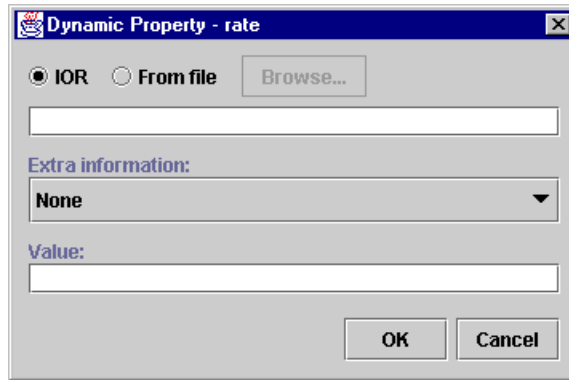 Dynamic Property - rate
IOR From file Browse...
Extra information:
None
Value:
OK Cancel